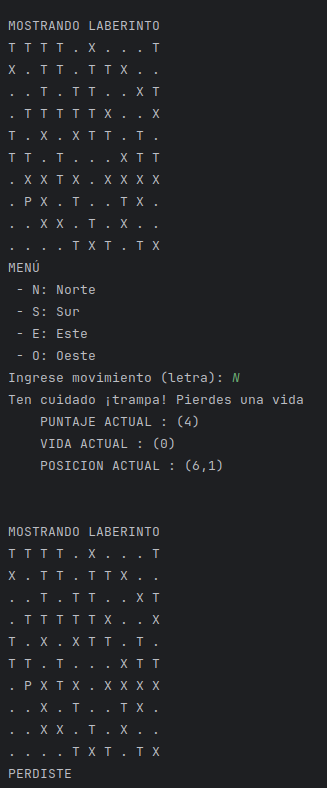 MOSTRANDO LABERINTO
T T T T . X . . . T
X . T T . T T X . .
. . T . T T . . X T
. T T T T T X . . X
T . X . X T T . T .
T T . T . . . X T T
. X X T X . X X X X
. P X . T . . T X .
. . X X . T . X . .
. . . . T X T . T X
MENÚ
 - N: Norte
 - S: Sur
 - E: Este
 - O: Oeste
Ingrese movimiento (letra): N
Ten cuidado ¡trampa! Pierdes una vida
    PUNTAJE ACTUAL : (4)
    VIDA ACTUAL : (0)
    POSICION ACTUAL : (6,1)
MOSTRANDO LABERINTO
T T T T . X . . . T
X . T T . T T X . .
. . T . T T . . X T
. T T T T T X . . X
T . X . X T T . T .
T T . T . . . X T T
. P X T X . X X X X
. . X . T . . T X .
. . X X . T . X . .
. . . . T X T . T X
PERDISTE